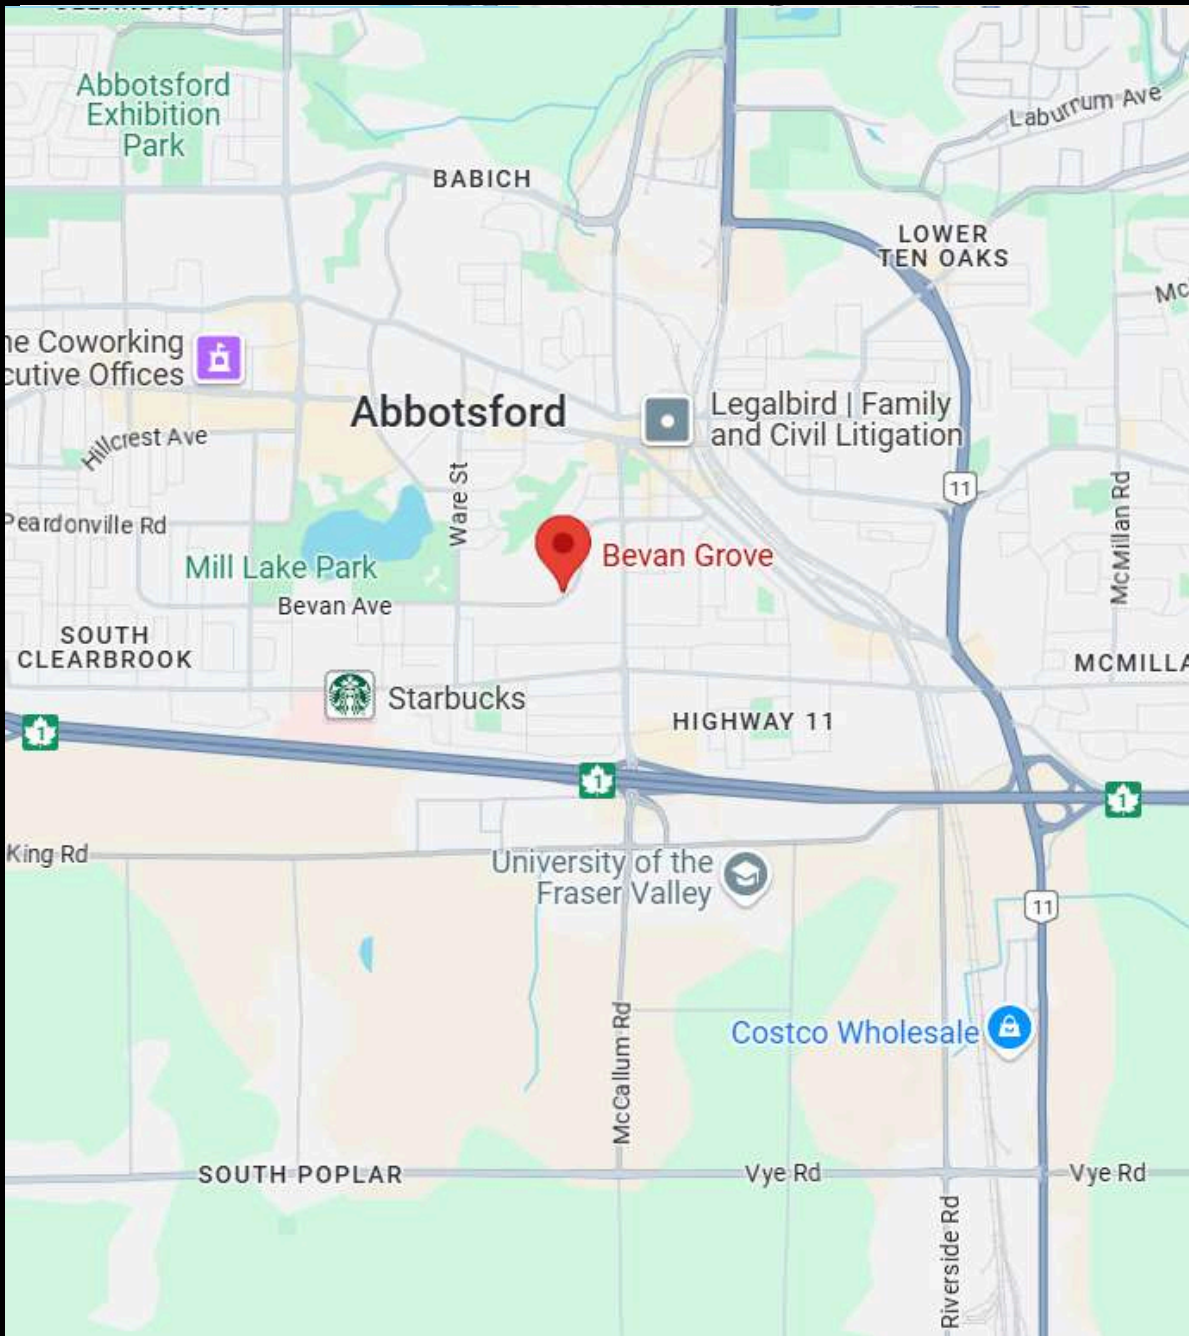 Abbotsford
Exhibition
Park
Laburrum Ave
BABICH
LOWER
TEN OAKS
Mc
ne Coworking
cutive Offices
Abbotsford
Legalbird | Family
and Civil Litigation
Hillcrest Ave
Ware St
11
McMillan Rd
Peardonville Rd
Mill Lake Park
Bevan Grove
Bevan Ave
SOUTH
CLEARBROOK
MCMILLA
Starbucks
HIGHWAY 11
1
1
1
King Rd
University of the
Fraser Valley
11
McCallum Rd
Costco Wholesale
SOUTH POPLAR
Vye Rd
Vye Rd
Riverside Rd